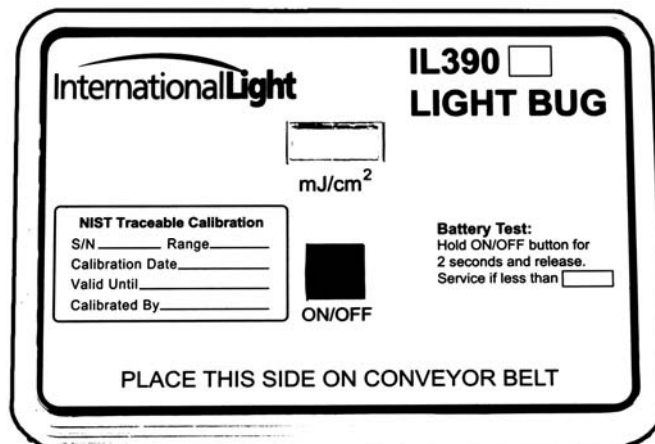 InternationalLight
IL390
LIGHT BUG
mJ/cm²
NIST Traceable Calibration
S/N Range
Calibration Date
Valid Until
Calibrated By
ON/OFF
Battery Test:
Hold ON/OFF button for
2 seconds and release.
Service if less than
PLACE THIS SIDE ON CONVEYOR BELT